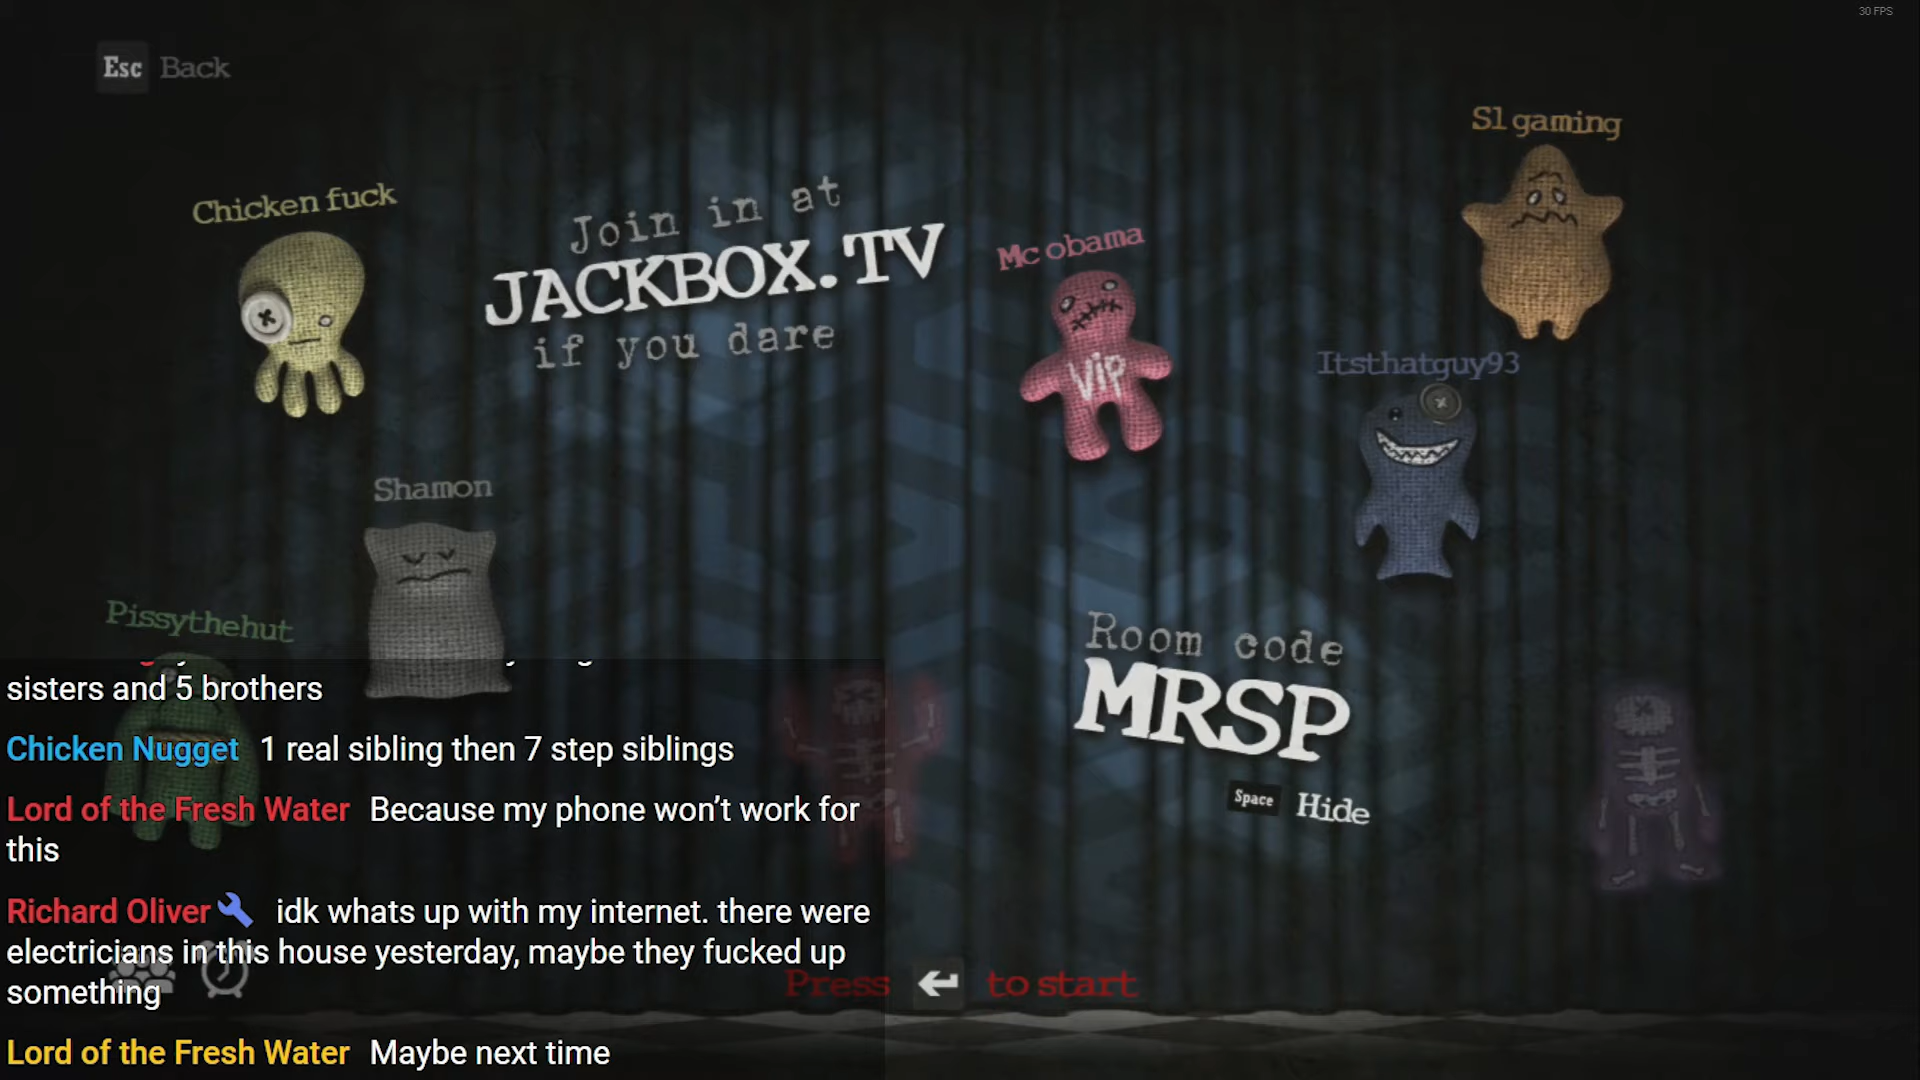 30 FPS
Esc Back
Sl gaming
Chicken fuck
Join in at
JACKBOX.TV
if you dare
Mc obama
VIP
Itsthatguy93
Shamon
Pissythehut
Room code
MRSP
Space Hide
sisters and 5 brothers
Chicken Nugget 1 real sibling then 7 step siblings
Lord of the Fresh Water Because my phone won’t work for
this
Richard Oliver idk whats up with my internet. there were
electricians in this house yesterday, maybe they fucked up
something
Press to start
Lord of the Fresh Water Maybe next time